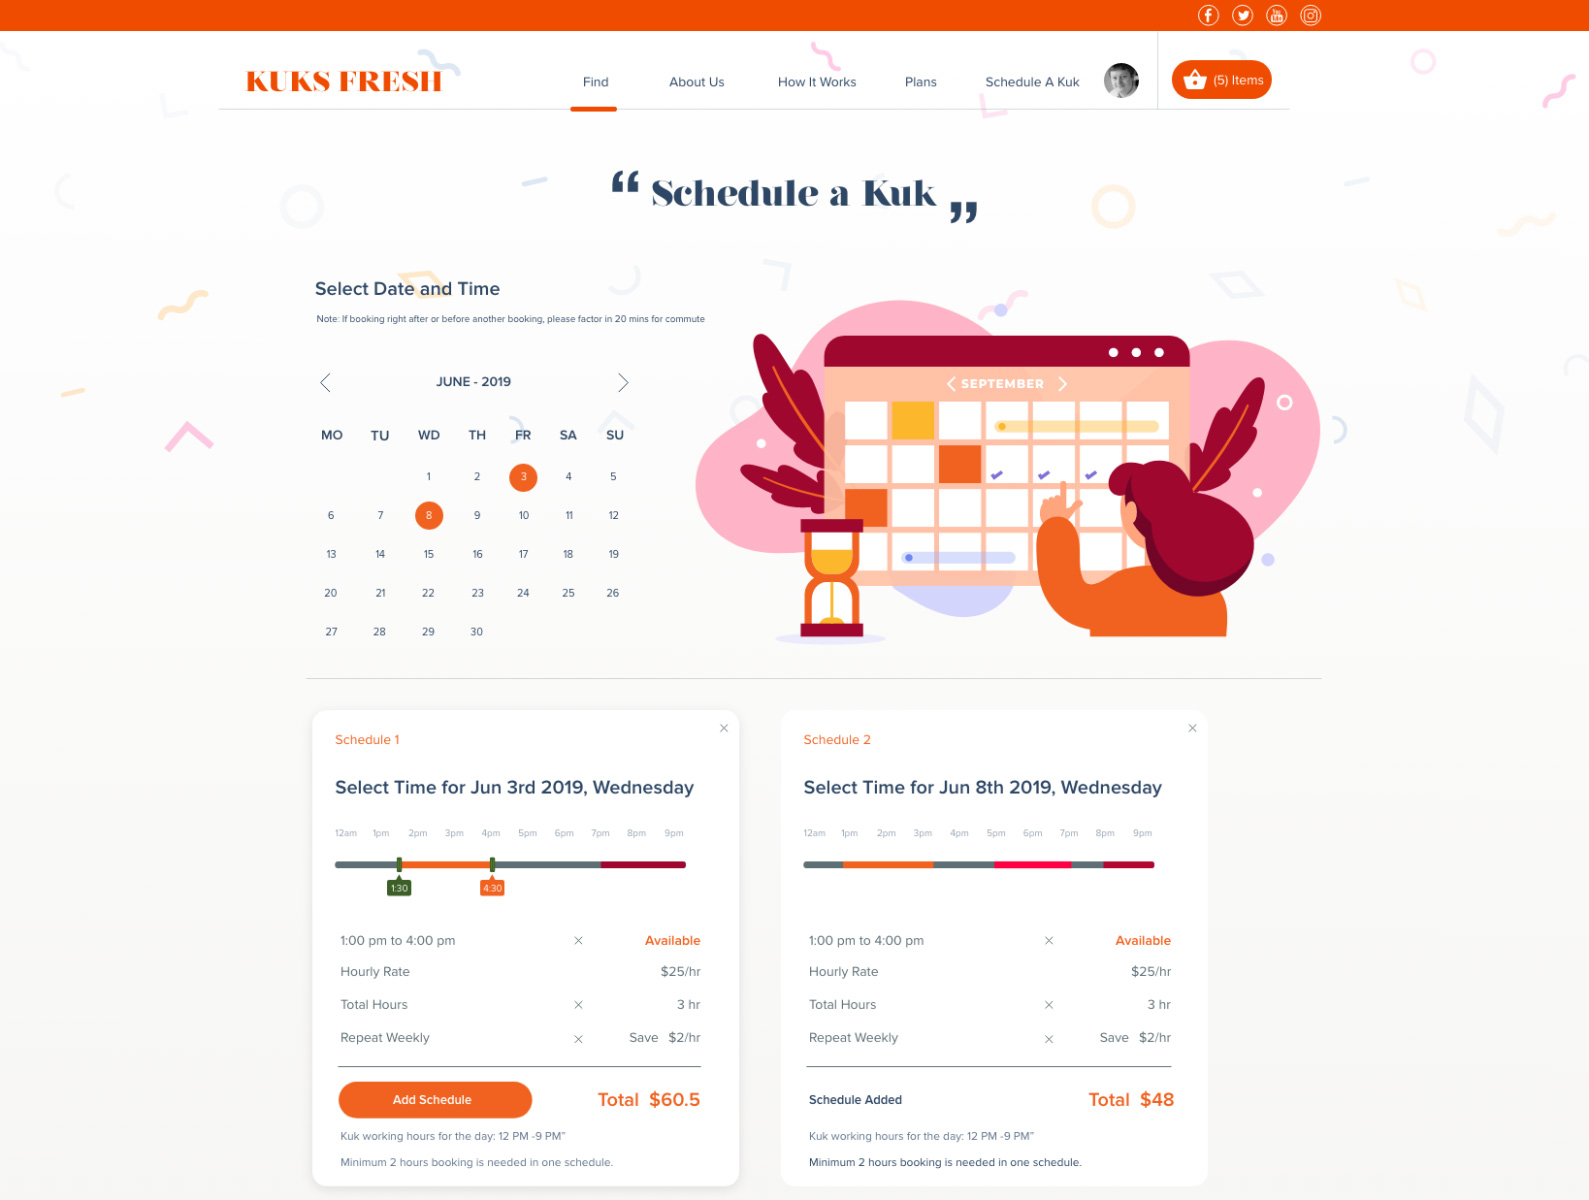 KUKS FRESH
Find About Us How It Works Plans Schedule A Kuk (5) Items
“ Schedule a Kuk ”
Select Date and Time
Note: If booking right after or before another booking, please factor in 20 mins for commute
JUNE - 2019
MO TU WD TH FR SA SU
1 2 3 4 5
6 7 8 9 10 11 12
13 14 15 16 17 18 19
20 21 22 23 24 25 26
27 28 29 30
SEPTEMBER
Schedule 1
Select Time for Jun 3rd 2019, Wednesday
12am 1pm 2pm 3pm 4pm 5pm 6pm 7pm 8pm 9pm
1:30 4:30
1:00 pm to 4:00 pm Available
Hourly Rate $25/hr
Total Hours 3 hr
Repeat Weekly Save $2/hr
Add Schedule Total $60.5
Kuk working hours for the day: 12 PM -9 PM”
Minimum 2 hours booking is needed in one schedule.
Schedule 2
Select Time for Jun 8th 2019, Wednesday
12am 1pm 2pm 3pm 4pm 5pm 6pm 7pm 8pm 9pm
1:00 pm to 4:00 pm Available
Hourly Rate $25/hr
Total Hours 3 hr
Repeat Weekly Save $2/hr
Schedule Added Total $48
Kuk working hours for the day: 12 PM -9 PM”
Minimum 2 hours booking is needed in one schedule.